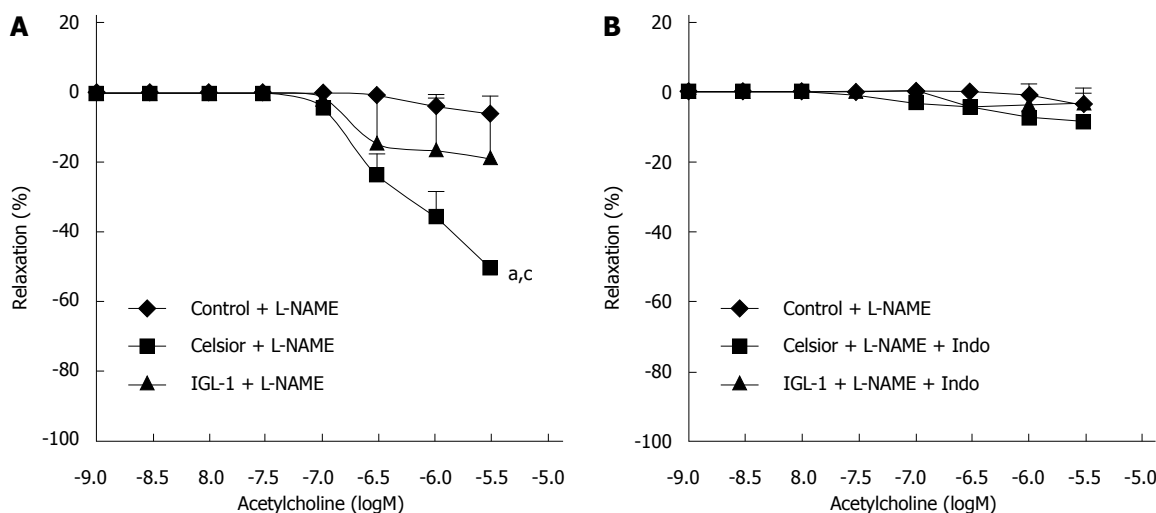 A
20
0
-20
-40
-60
-80
-100
Relaxation (%)
a,c
Control + L-NAME
Celsior + L-NAME
IGL-1 + L-NAME
-9.0 -8.5 8.0 -7.5 -7.0 -6.5 -6.0 -5.5 -5.0
Acetylcholine (logM)
B
20
0
-20
-40
-60
-80
-100
Relaxation (%)
Control + L-NAME
Celsior + L-NAME + Indo
IGL-1 + L-NAME + Indo
-9.0 -8.5 8.0 -7.5 -7.0 -6.5 -6.0 -5.5 -5.0
Acetylcholine (logM)